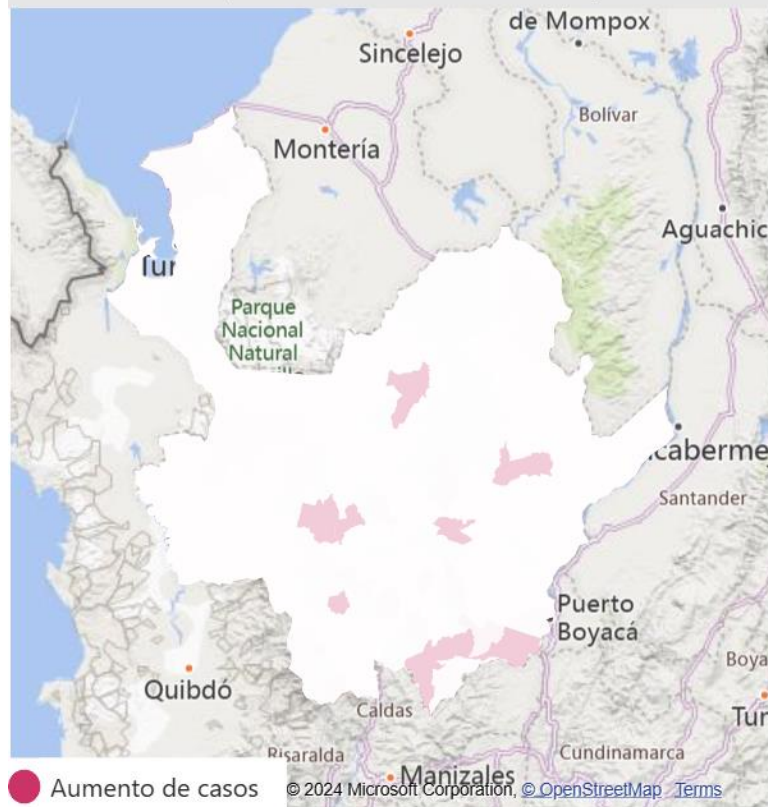 de Mompox
Sincelejo
Bolívar
Montería
Aguachic
Tur
Parque
Nacional
Natural
icaberme
Santander
Puerto
Boyacá
Boya
Quibdó
Tur
Caldas
Risaralda
Cundinamarca
Manizales
Aumento de casos
© 2024 Microsoft Corporation, © OpenStreetMap Terms